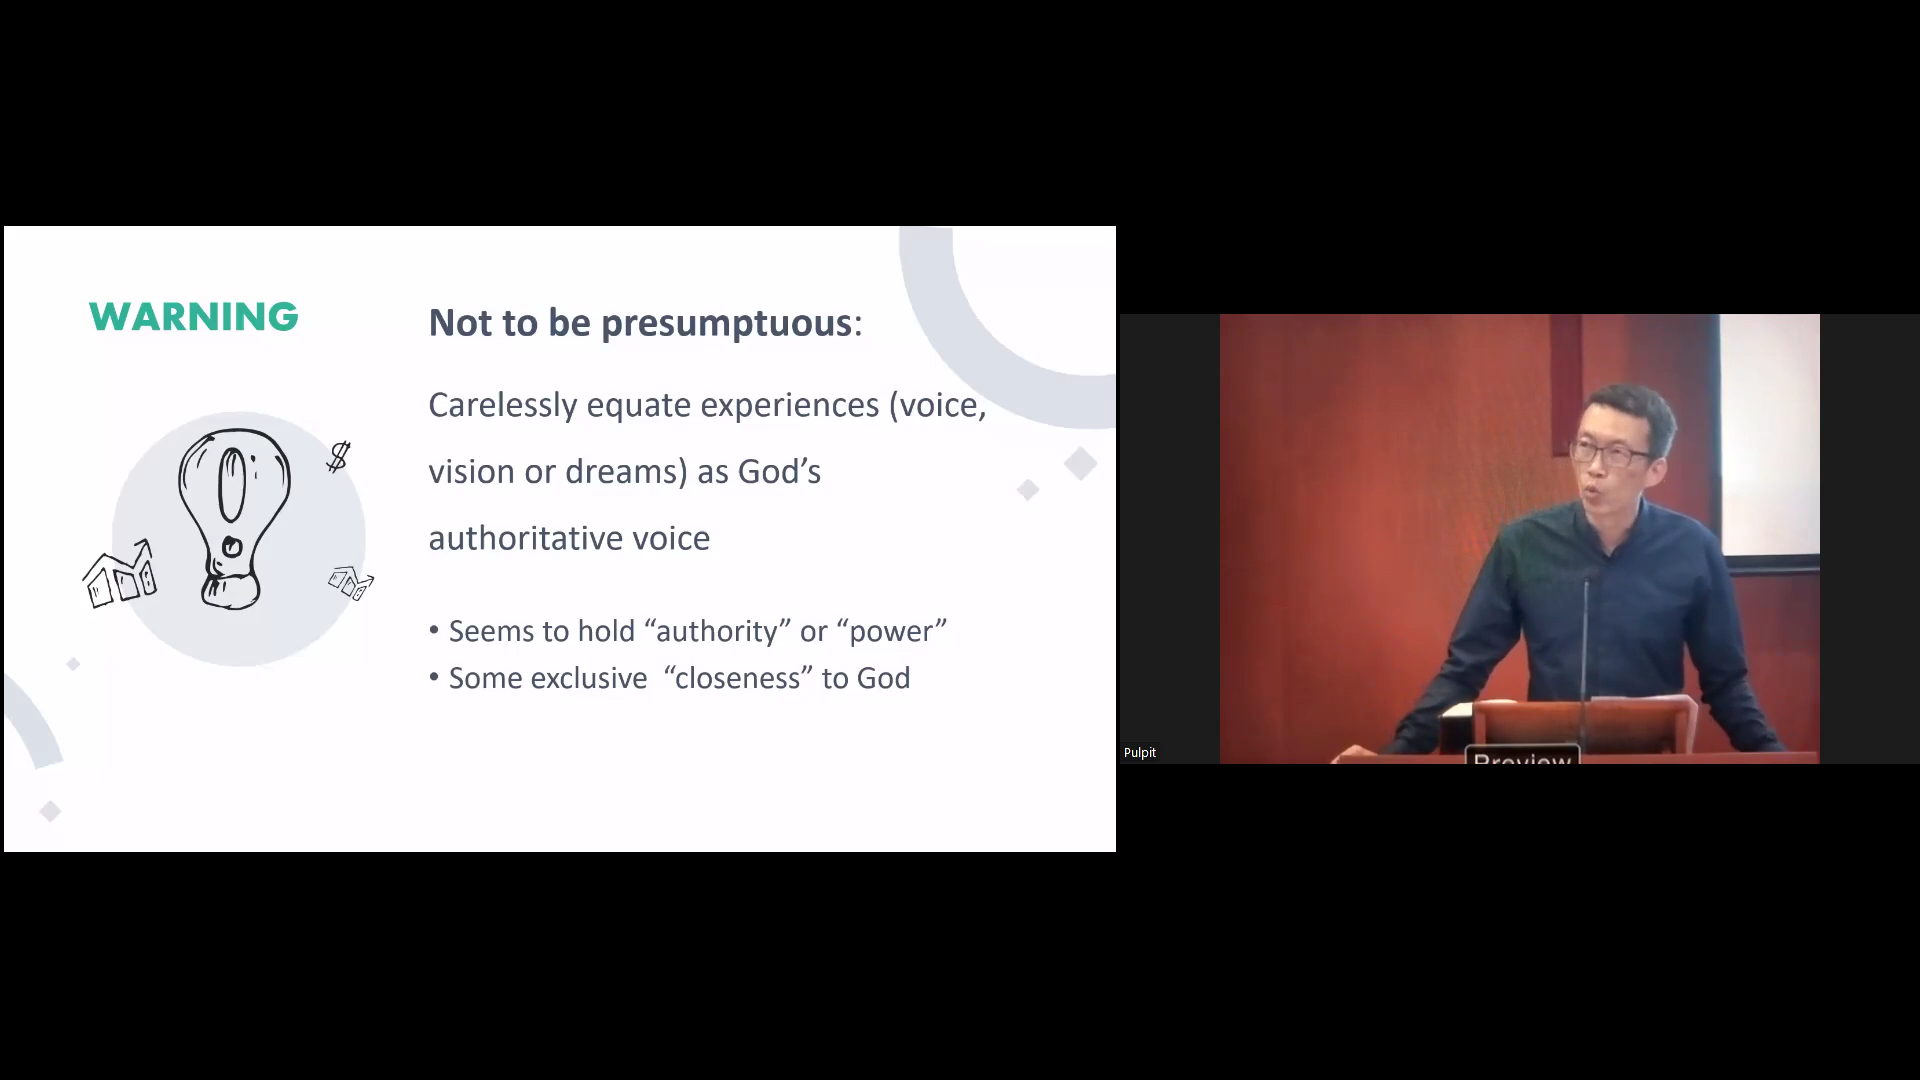 WARNING
Not to be presumptuous:
Carelessly equate experiences (voice,
vision or dreams) as God’s
authoritative voice
• Seems to hold “authority” or “power”
• Some exclusive “closeness” to God
$
Pulpit
Preview